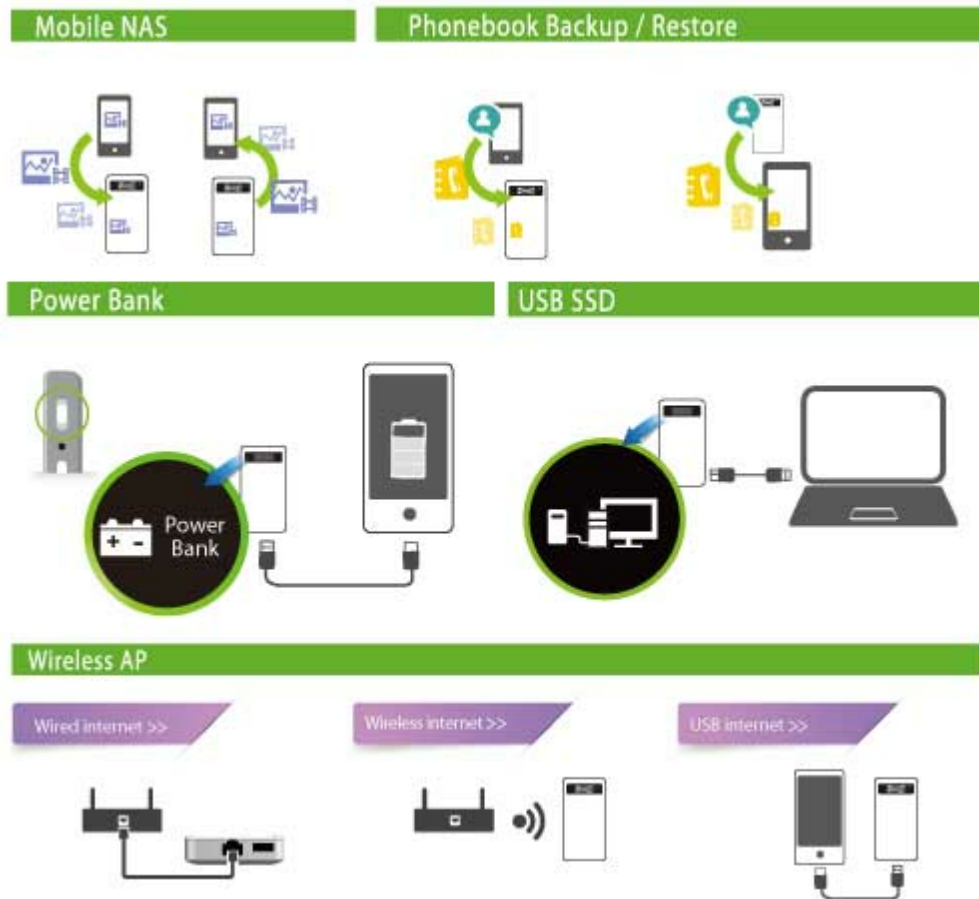 Mobile NAS
Phonebook Backup / Restore
Power Bank
USB SSD
Power
Bank
Wireless AP
Wired internet >>
Wireless internet >>
USB internet >>